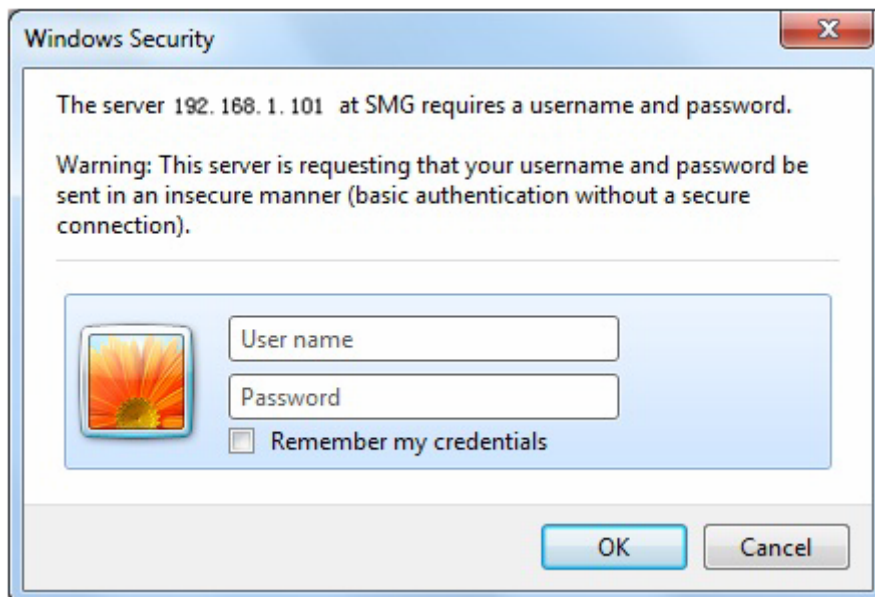 Windows Security
X
The server 192.168.1.101 at SMG requires a username and password.
Warning: This server is requesting that your username and password be
sent in an insecure manner (basic authentication without a secure
connection).
User name
Password
Remember my credentials
OK Cancel